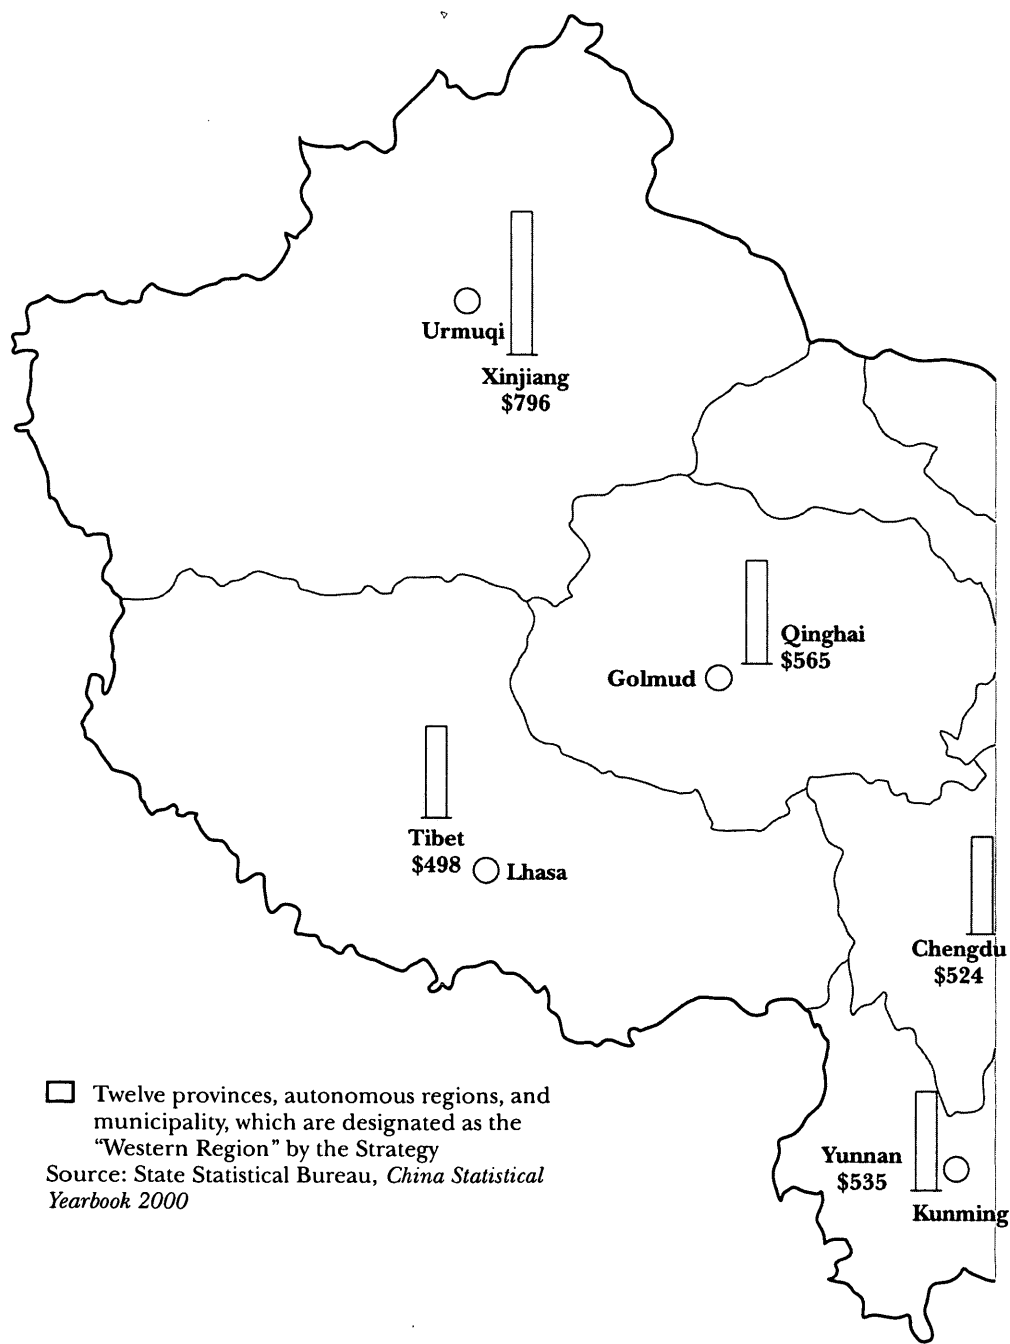 Urmuqi
Xinjiang
$796
Qinghai
$565
Golmud
Tibet
$498
Lhasa
Chengdu
$524
Twelve provinces, autonomous regions, and
municipality, which are designated as the
“Western Region” by the Strategy
Source: State Statistical Bureau, China Statistical
Yearbook 2000
Yunnan
$535
Kunming